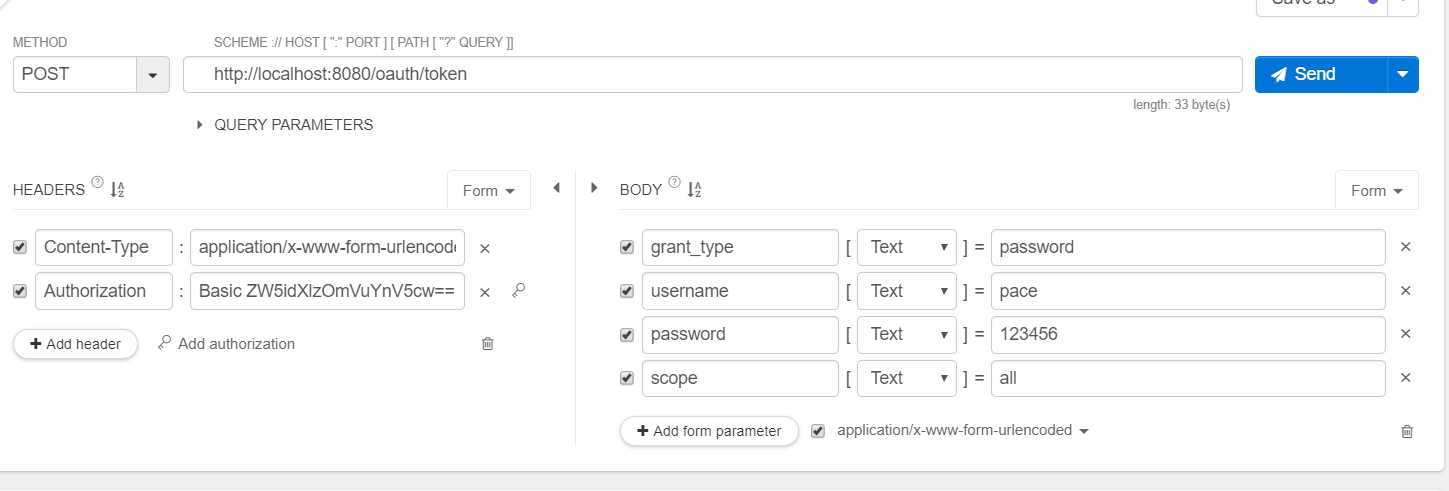 Save as
METHOD
SCHEME :// HOST [ ":" PORT ] [ PATH [ "?" QUERY ]]
POST
http://localhost:8080/oauth/token
Send
length: 33 byte(s)
QUERY PARAMETERS
HEADERS ? A Z
Form
BODY ? A Z
Form
Content-Type : application/x-www-form-urlencode
Authorization : Basic ZW5idXIzOmVuYnV5cw==
Add header
Add authorization
grant_type [ Text ] = password
username [ Text ] = pace
password [ Text ] = 123456
scope [ Text ] = all
Add form parameter
application/x-www-form-urlencoded